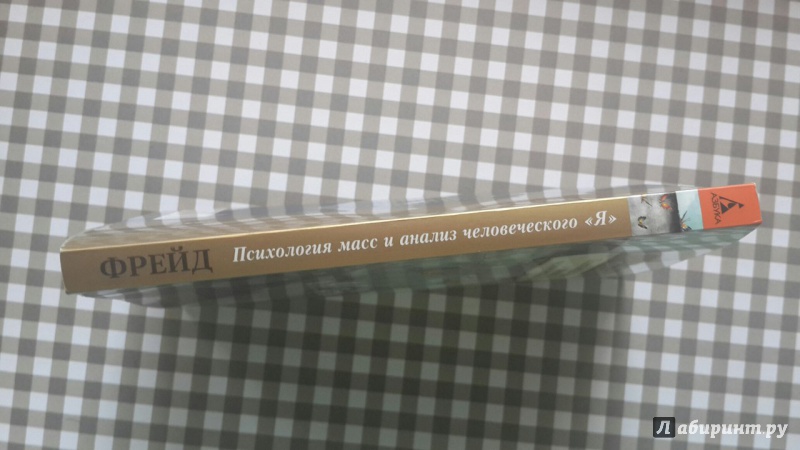 ФРЕЙД Психология масс и анализ человеческого «Я»
АЗБУКА
Лабиринт.ру